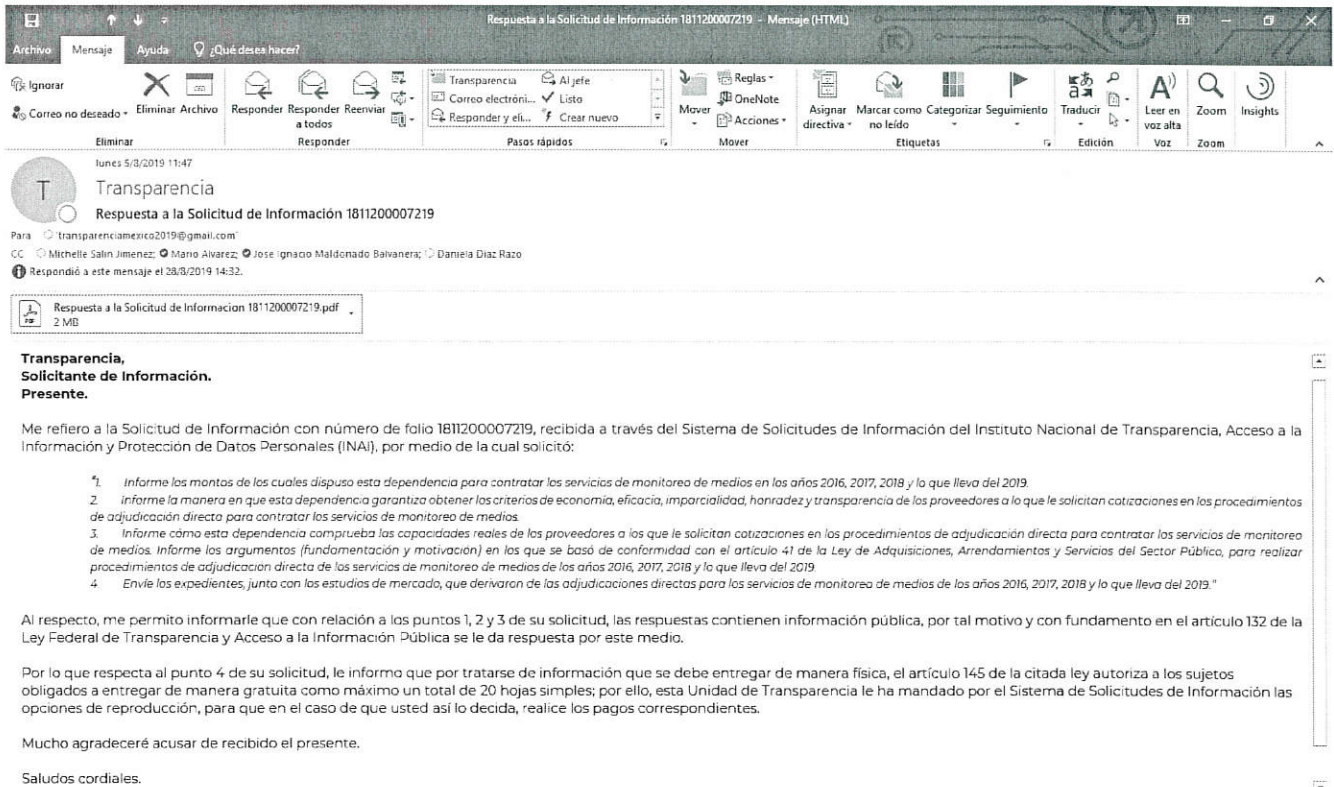 Respuesta a la Solicitud de Información 1811200007219 - Mensaje (HTML)
Archivo Mensaje Ayuda ¿Qué desea hacer?
Ignorar
Correo no deseado
Eliminar Archivo
Responder Responder a todos Reenviar
Transparencia Al jefe
Correo electróni... Listo
Responder y eli... Crear nuevo
Mover
Reglas
OneNote
Acciones
Asignar directiva Marcar como no leído Categorizar Seguimiento
Traducir
Leer en voz alta
Zoom
Insights
Eliminar Responder Pasos rápidos Mover Etiquetas Edición Voz Zoom
lunes 5/8/2019 11:47
T
Transparencia
Respuesta a la Solicitud de Información 1811200007219
Para 'transparenciamexico2019@gmail.com'
CC Michelle Salin Jimenez; Mario Alvarez; Jose Ignacio Maldonado Balvanera; Daniela Diaz Razo
Respondió a este mensaje el 28/8/2019 14:32.
Respuesta a la Solicitud de Informacion 1811200007219.pdf
2 MB
Transparencia,
Solicitante de Información.
Presente.
Me refiero a la Solicitud de Información con número de folio 1811200007219, recibida a través del Sistema de Solicitudes de Información del Instituto Nacional de Transparencia, Acceso a la
Información y Protección de Datos Personales (INAI), por medio de la cual solicitó:
"1. Informe los montos de los cuales dispuso esta dependencia para contratar los servicios de monitoreo de medios en los años 2016, 2017, 2018 y lo que lleva del 2019.
2. Informe la manera en que esta dependencia garantiza obtener los criterios de economía, eficacia, imparcialidad, honradez y transparencia de los proveedores a lo que le solicitan cotizaciones en los procedimientos
de adjudicación directa para contratar los servicios de monitoreo de medios.
3. Informe cómo esta dependencia comprueba las capacidades reales de los proveedores a los que le solicitan cotizaciones en los procedimientos de adjudicación directa para contratar los servicios de monitoreo
de medios. Informe los argumentos (fundamentación y motivación) en los que se basó de conformidad con el artículo 41 de la Ley de Adquisiciones, Arrendamientos y Servicios del Sector Público, para realizar
procedimientos de adjudicación directa de los servicios de monitoreo de medios de los años 2016, 2017, 2018 y lo que lleva del 2019.
4. Envíe los expedientes, junto con los estudios de mercado, que derivaron de las adjudicaciones directas para los servicios de monitoreo de medios de los años 2016, 2017, 2018 y lo que lleva del 2019."
Al respecto, me permito informarle que con relación a los puntos 1, 2 y 3 de su solicitud, las respuestas contienen información pública, por tal motivo y con fundamento en el artículo 132 de la
Ley Federal de Transparencia y Acceso a la Información Pública se le da respuesta por este medio.
Por lo que respecta al punto 4 de su solicitud, le informo que por tratarse de información que se debe entregar de manera física, el artículo 145 de la citada ley autoriza a los sujetos
obligados a entregar de manera gratuita como máximo un total de 20 hojas simples; por ello, esta Unidad de Transparencia le ha mandado por el Sistema de Solicitudes de Información las
opciones de reproducción, para que en el caso de que usted así lo decida, realice los pagos correspondientes.
Mucho agradeceré acusar de recibido el presente.
Saludos cordiales.